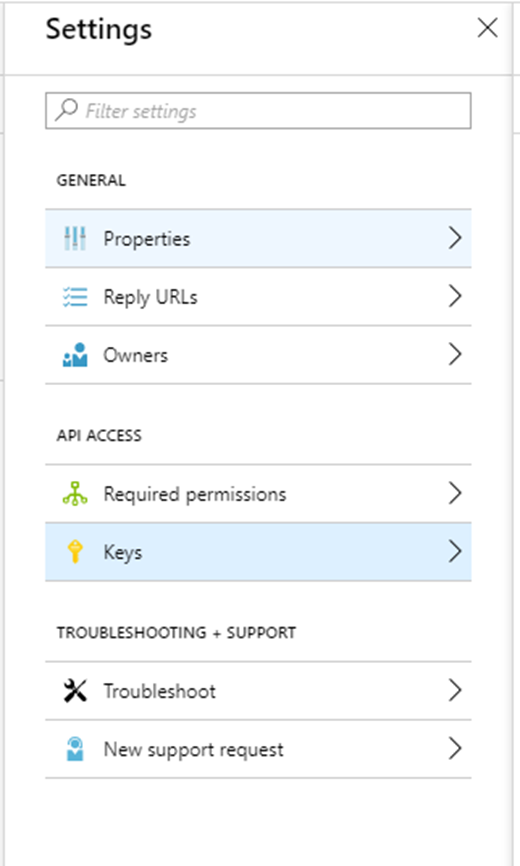 Settings
Filter settings
GENERAL
Properties
Reply URLs
Owners
API ACCESS
Required permissions
Keys
TROUBLESHOOTING + SUPPORT
Troubleshoot
New support request